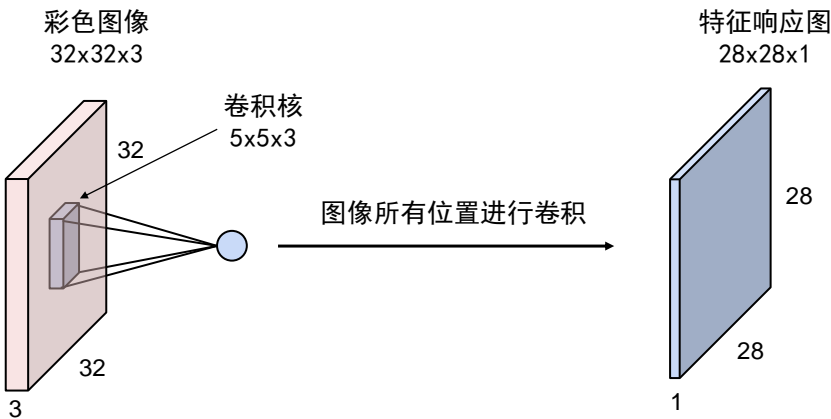 彩色图像
32x32x3
特征响应图
28x28x1
卷积核
5x5x3
32
图像所有位置进行卷积
28
32
28
3
1